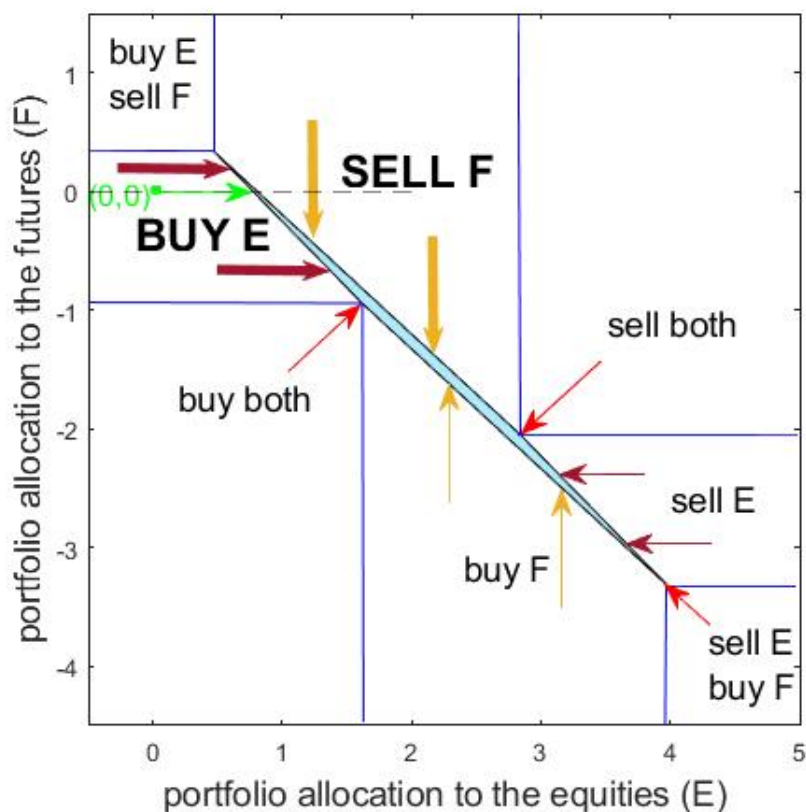 buy E
sell F
SELL F
(0,0)
BUY E
sell both
buy both
sell E
buy F
sell E
buy F
1
0
-1
-2
-3
-4
0
1
2
3
4
5
portfolio allocation to the futures (F)
portfolio allocation to the equities (E)